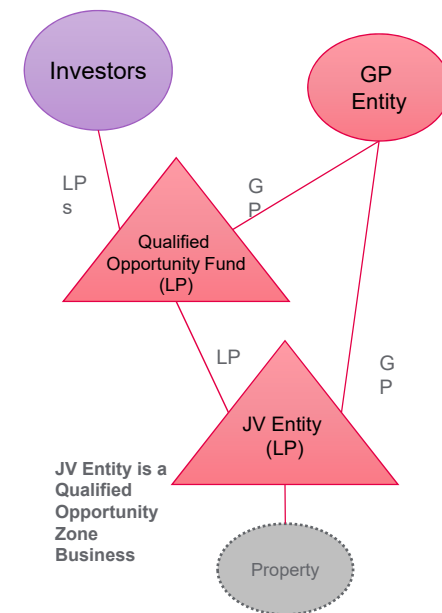 Investors
GP
Entity
LP
s
G
P
Qualified
Opportunity Fund
(LP)
LP
G
P
JV Entity
(LP)
JV Entity is a
Qualified
Opportunity
Zone
Business
Property